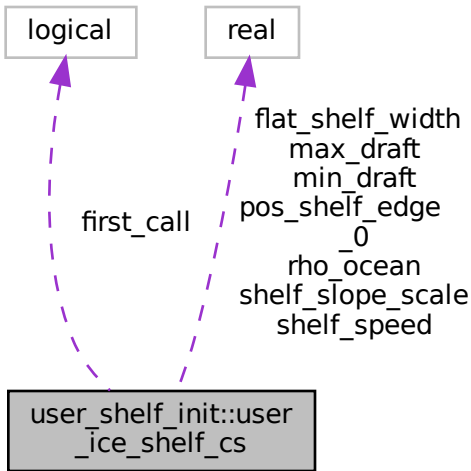 logical
real
flat_shelf_width
max_draft
min_draft
pos_shelf_edge
_0
rho_ocean
shelf_slope_scale
shelf_speed
first_call
user_shelf_init::user
_ice_shelf_cs